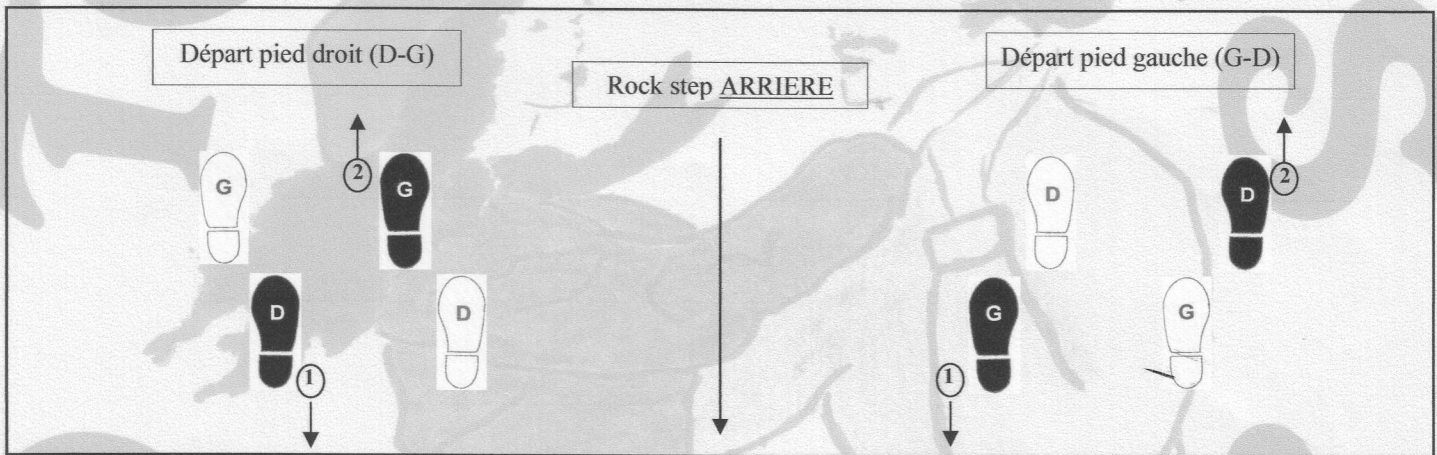 Départ pied droit (D-G)
Rock step ARRIERE
Départ pied gauche (G-D)
2
G
G
D
D
1
D
D
2
G
G
1